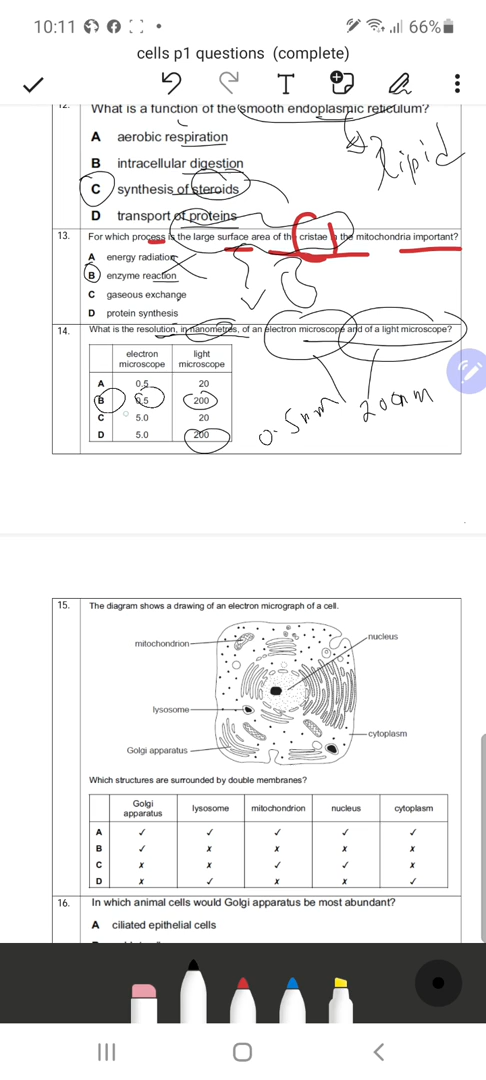 10:11 66%
cells p1 questions (complete)
T
12. What is a function of the smooth endoplasmic reticulum?
A aerobic respiration
B intracellular digestion
C synthesis of steroids
D transport of proteins
lipid
13. For which process is the large surface area of the cristae in the mitochondria important?
A energy radiation
B enzyme reaction
C gaseous exchange
D protein synthesis
14. What is the resolution, in nanometres, of an electron microscope and of a light microscope?
electron microscope light microscope
A 0.5 20
B 0.5 200
C 5.0 20
D 5.0 200
0.5nm 200nm
15. The diagram shows a drawing of an electron micrograph of a cell.
mitochondrion nucleus
lysosome
cytoplasm
Golgi apparatus
Which structures are surrounded by double membranes?
Golgi apparatus lysosome mitochondrion nucleus cytoplasm
A ✓ ✓ ✓ ✓ ✓
B ✓ ✗ ✗ ✗ ✗
C ✗ ✗ ✓ ✓ ✗
D ✗ ✓ ✗ ✗ ✓
16. In which animal cells would Golgi apparatus be most abundant?
A ciliated epithelial cells